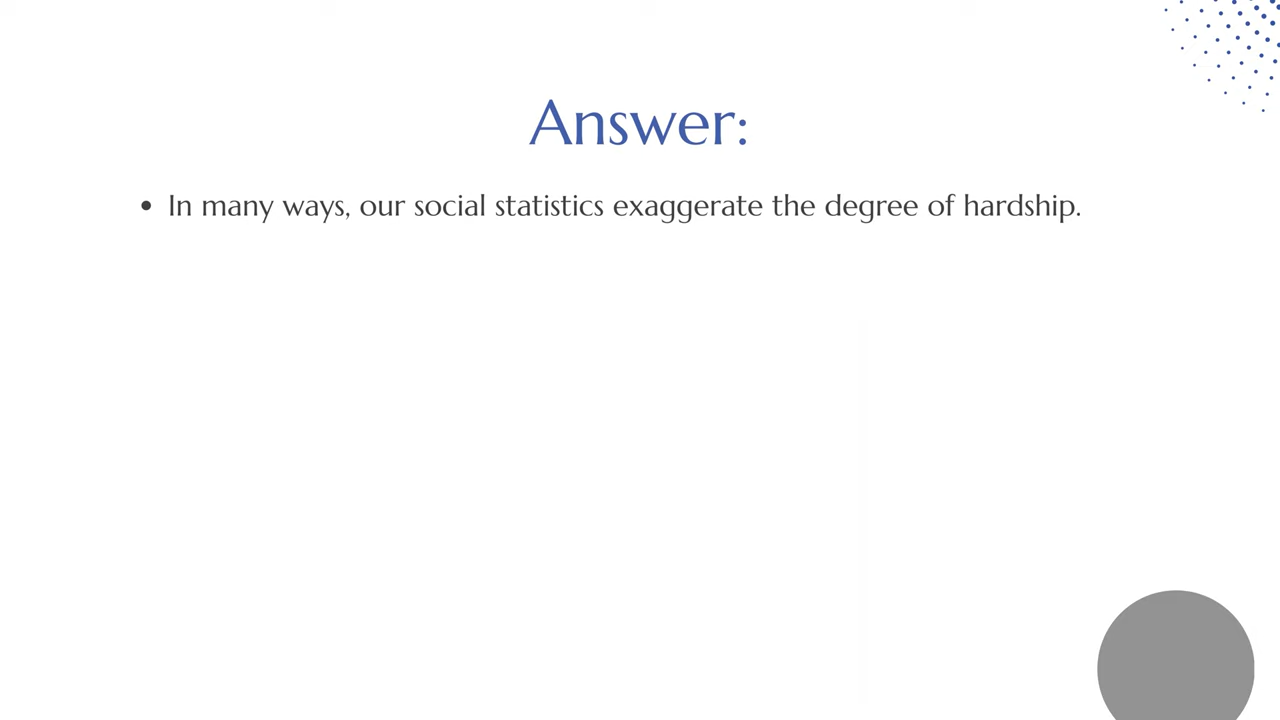 Answer:
• In many ways, our social statistics exaggerate the degree of hardship.